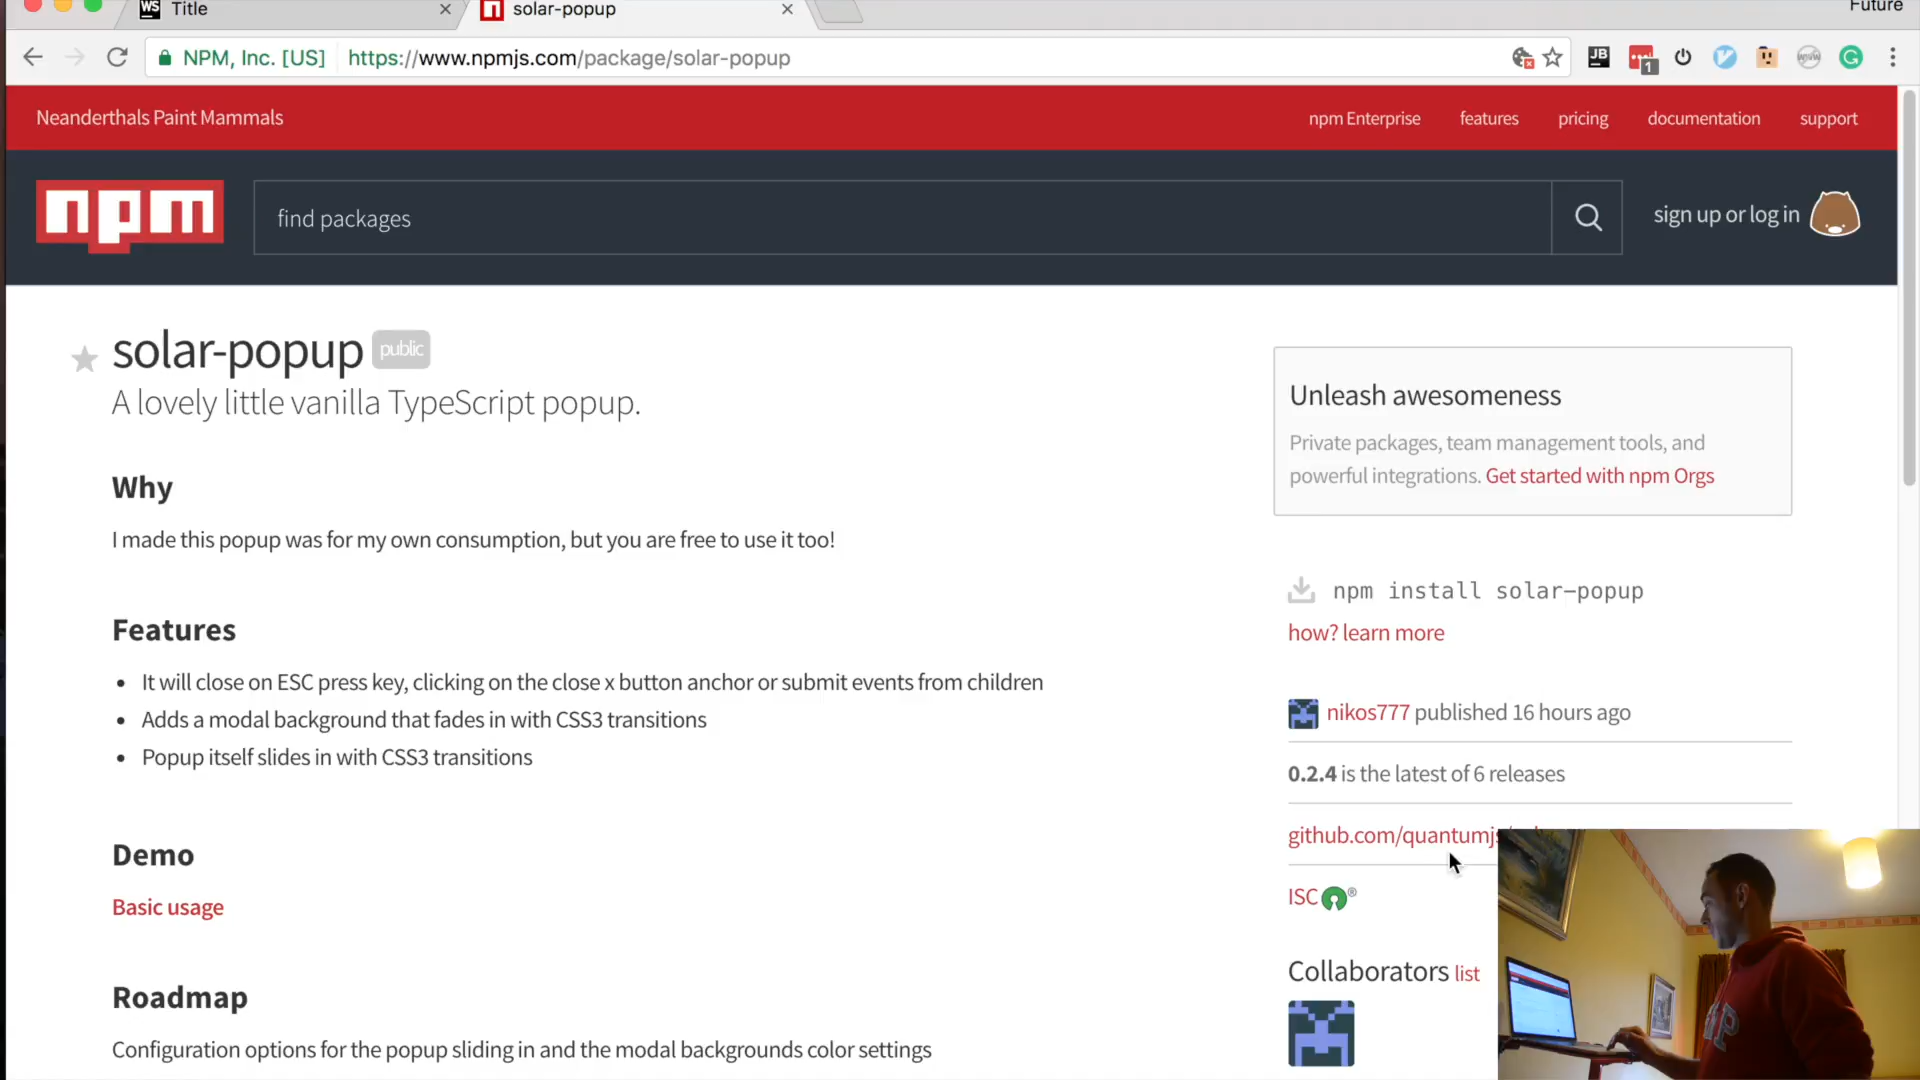 WS Title
solar-popup
Future
NPM, Inc. [US]
https://www.npmjs.com/package/solar-popup
JB
1
Neanderthals Paint Mammals
npm Enterprise
features
pricing
documentation
support
npm
find packages
sign up or log in
solar-popup public
A lovely little vanilla TypeScript popup.
Why
I made this popup was for my own consumption, but you are free to use it too!
Features
It will close on ESC press key, clicking on the close x button anchor or submit events from children
Adds a modal background that fades in with CSS3 transitions
Popup itself slides in with CSS3 transitions
Demo
Basic usage
Roadmap
Configuration options for the popup sliding in and the modal backgrounds color settings
Unleash awesomeness
Private packages, team management tools, and
powerful integrations. Get started with npm Orgs
npm install solar-popup
how? learn more
nikos777 published 16 hours ago
0.2.4 is the latest of 6 releases
github.com/quantumjs
ISC ®
Collaborators list